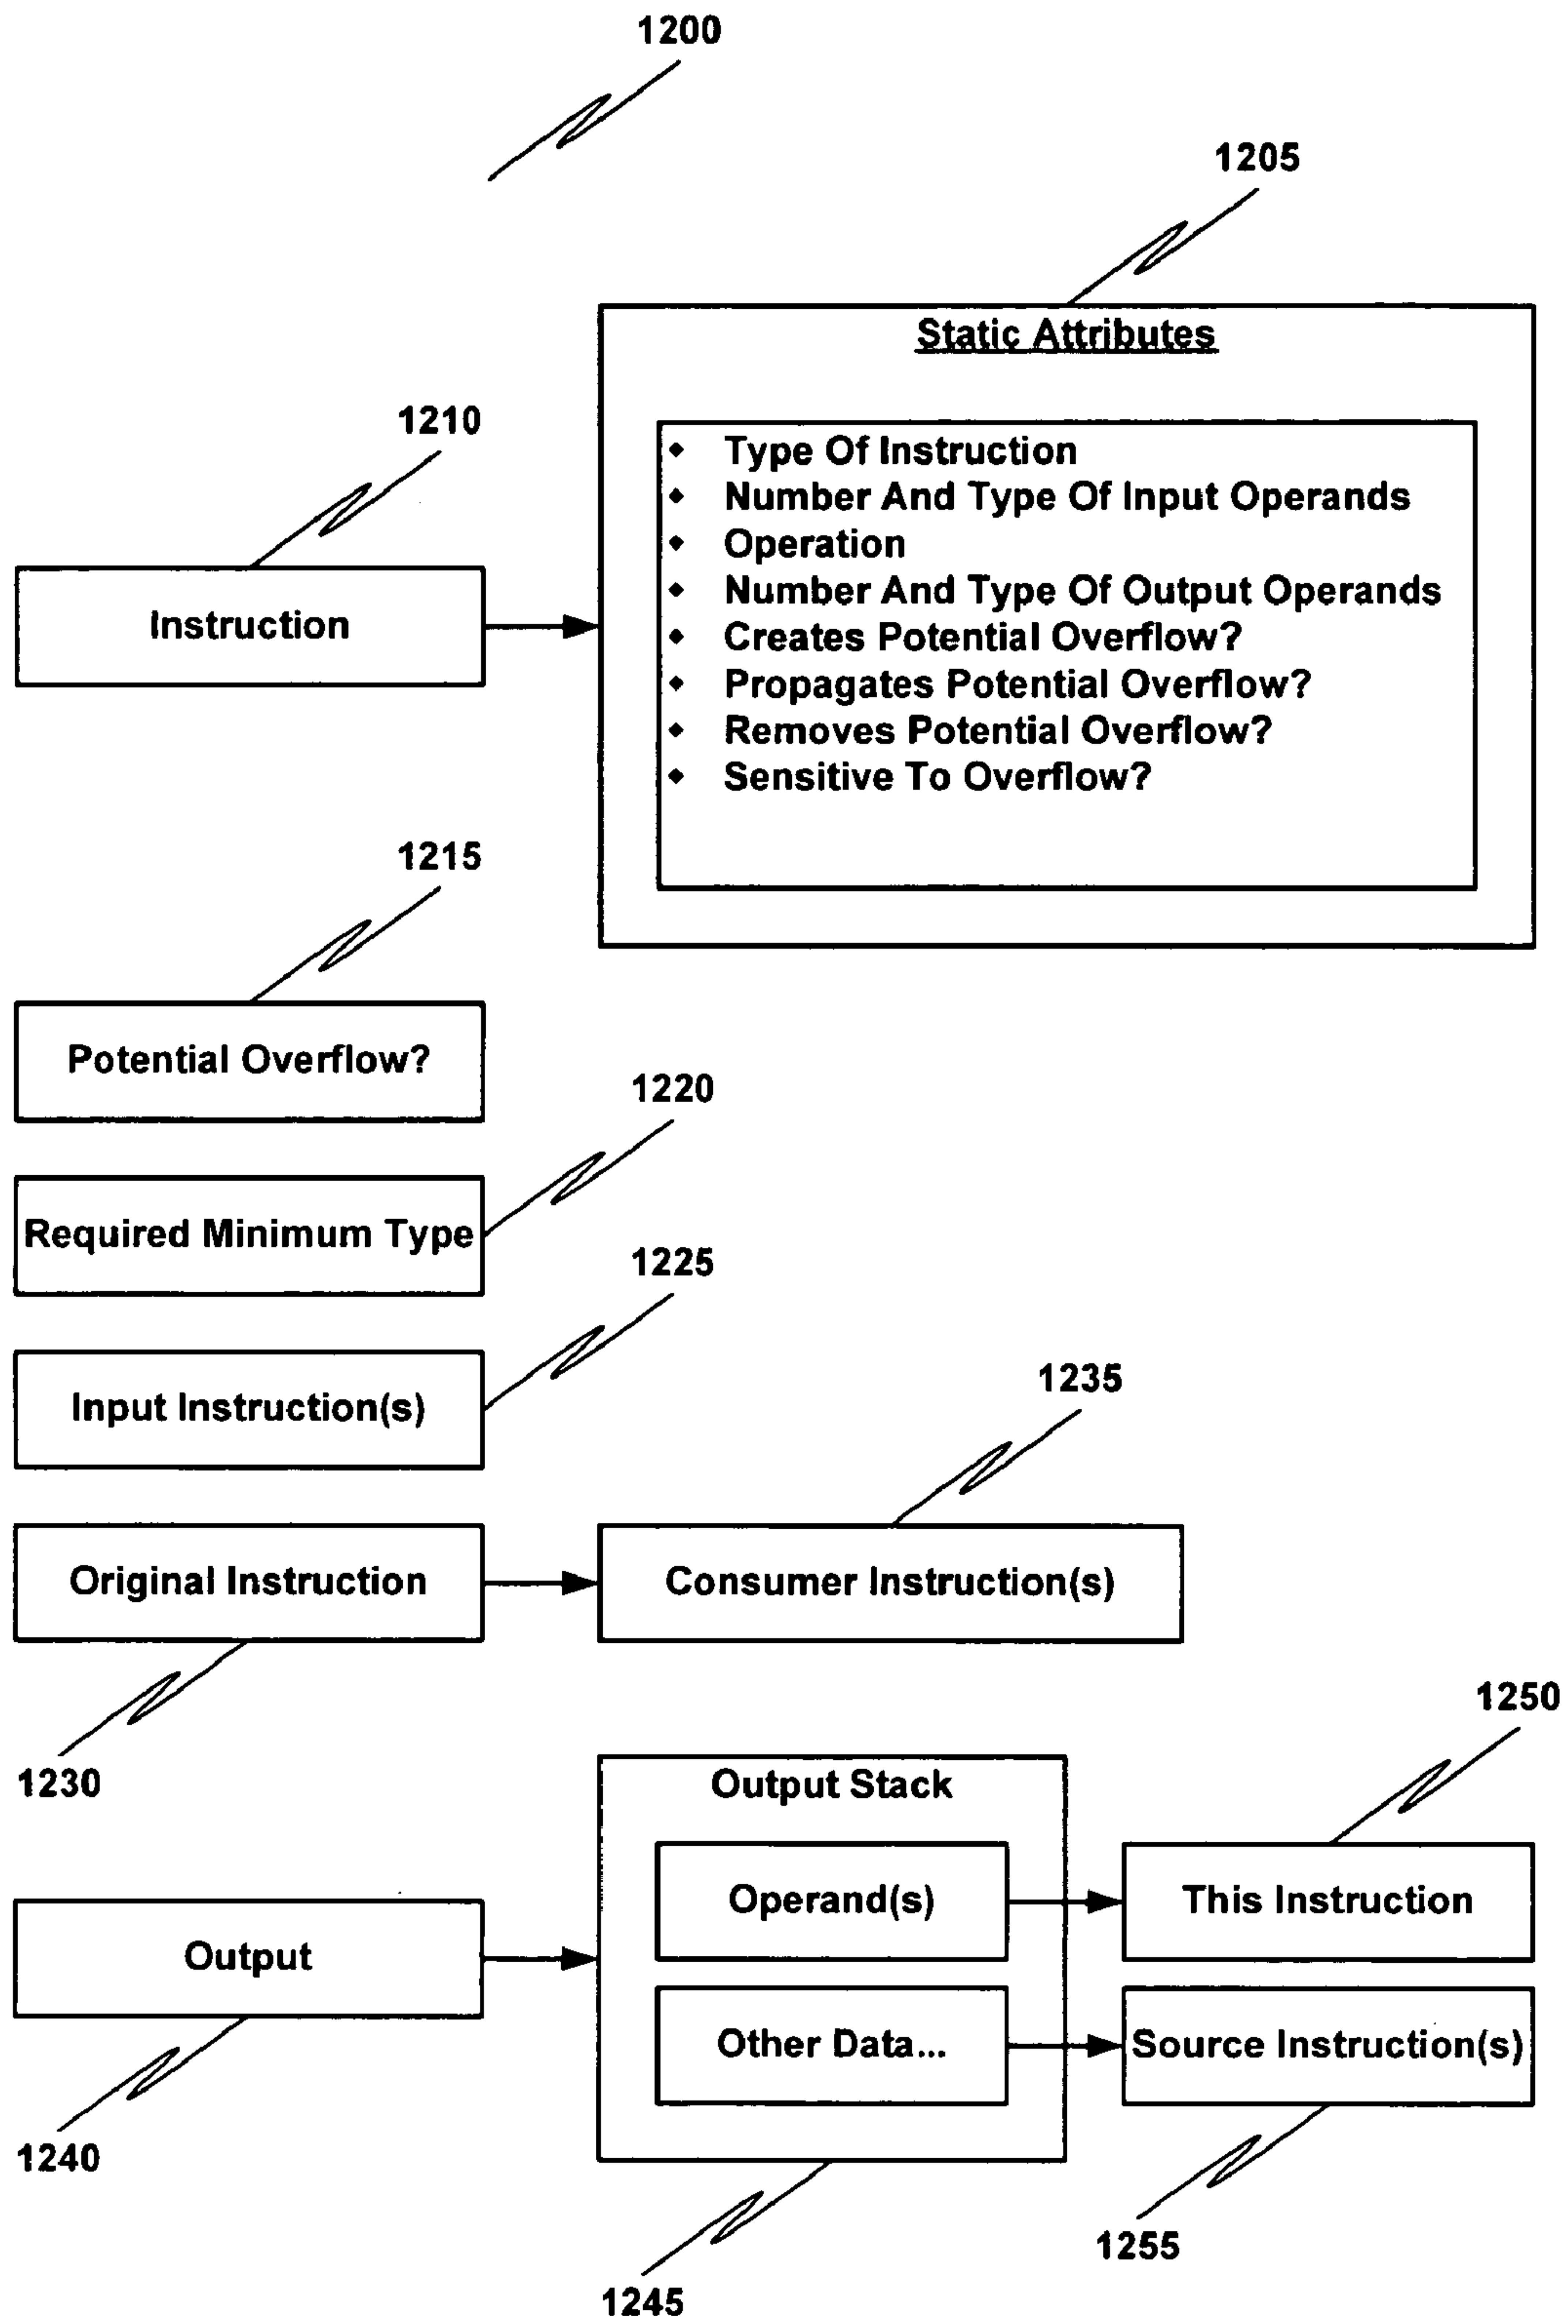 1200
1205
Static Attributes
1210
◆ Type Of Instruction
◆ Number And Type Of Input Operands
◆ Operation
◆ Number And Type Of Output Operands
◆ Creates Potential Overflow?
◆ Propagates Potential Overflow?
◆ Removes Potential Overflow?
◆ Sensitive To Overflow?
Instruction
1215
Potential Overflow?
1220
Required Minimum Type
1225
Input Instruction(s)
1235
Original Instruction
Consumer Instruction(s)
1230
1250
Output Stack
Operand(s)
This Instruction
Output
Other Data...
Source Instruction(s)
1240
1255
1245